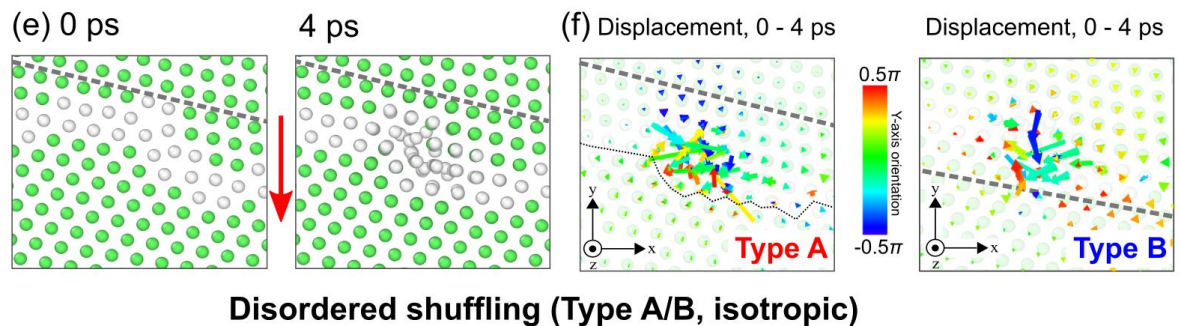 (e) 0 ps
4 ps
(f) Displacement, 0 - 4 ps
Displacement, 0 - 4 ps
0.5π
Y-axis orientation
-0.5π
y
x
z
Type A
y
x
z
Type B
Disordered shuffling (Type A/B, isotropic)